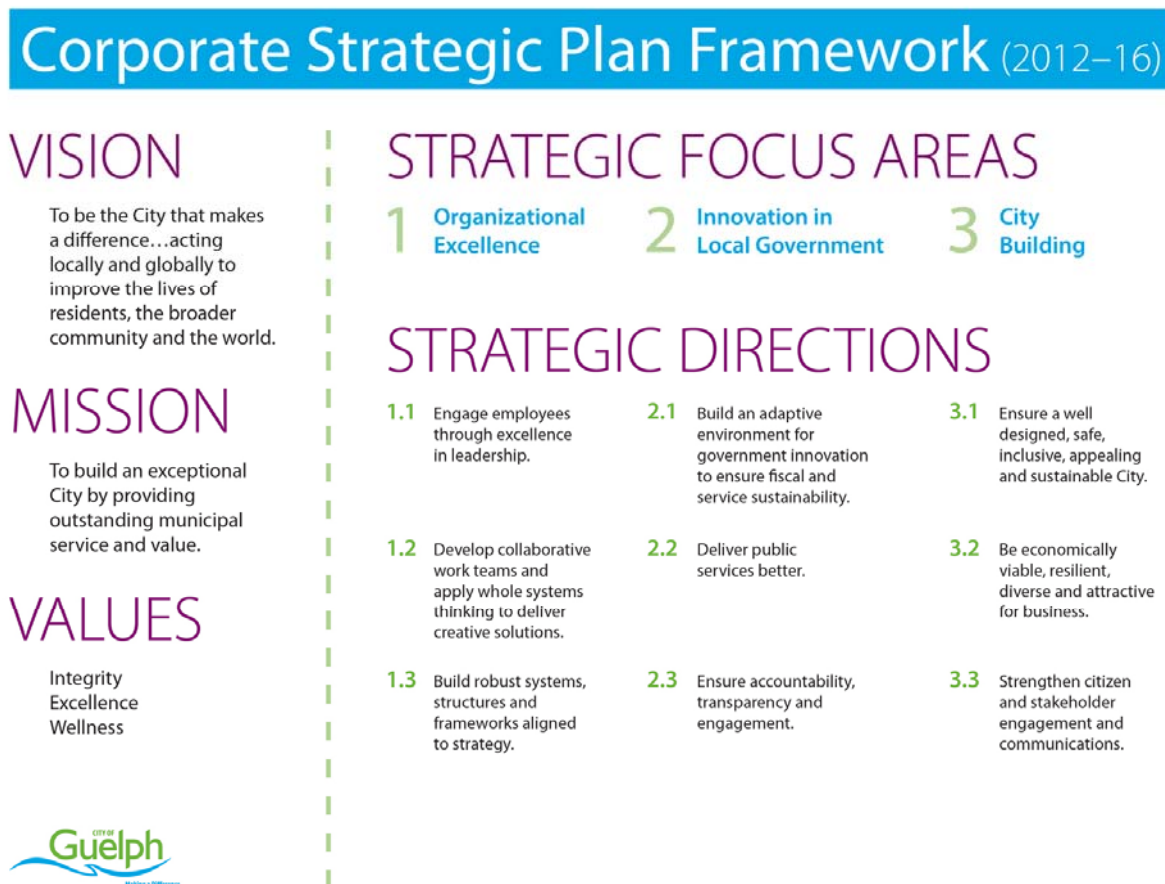 Corporate Strategic Plan Framework (2012–16)
VISION
To be the City that makes
a difference…acting
locally and globally to
improve the lives of
residents, the broader
community and the world.
MISSION
To build an exceptional
City by providing
outstanding municipal
service and value.
VALUES
Integrity
Excellence
Wellness
CITY OF
Guelph
Making a Difference
STRATEGIC FOCUS AREAS
1 Organizational
Excellence
2 Innovation in
Local Government
3 City
Building
STRATEGIC DIRECTIONS
1.1 Engage employees
through excellence
in leadership.
2.1 Build an adaptive
environment for
government innovation
to ensure fiscal and
service sustainability.
3.1 Ensure a well
designed, safe,
inclusive, appealing
and sustainable City.
1.2 Develop collaborative
work teams and
apply whole systems
thinking to deliver
creative solutions.
2.2 Deliver public
services better.
3.2 Be economically
viable, resilient,
diverse and attractive
for business.
1.3 Build robust systems,
structures and
frameworks aligned
to strategy.
2.3 Ensure accountability,
transparency and
engagement.
3.3 Strengthen citizen
and stakeholder
engagement and
communications.